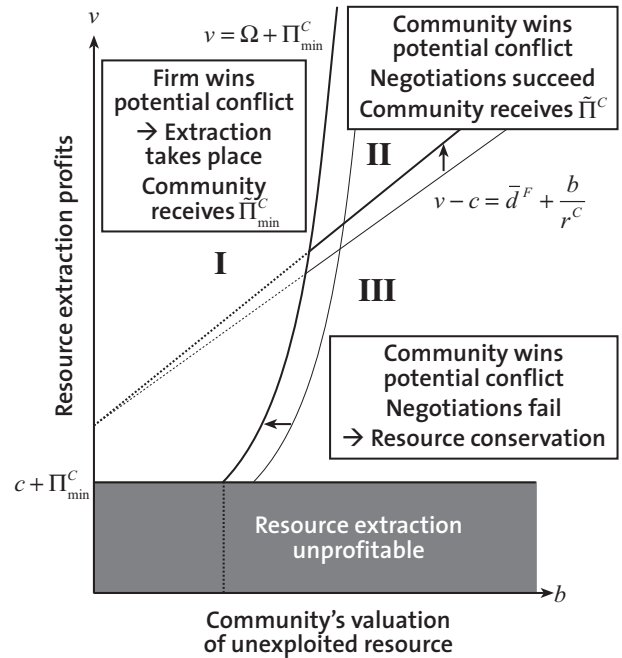 v
v = Ω + Π^C_min
Firm wins
potential conflict
→ Extraction
takes place
Community
receives Π̃^C_min
Community wins
potential conflict
Negotiations succeed
Community receives Π̃^C
II
v − c = d̄^F + b/r^C
I
III
Resource extraction profits
Community wins
potential conflict
Negotiations fail
→ Resource conservation
c + Π^C_min
Resource extraction
unprofitable
b
Community's valuation
of unexploited resource